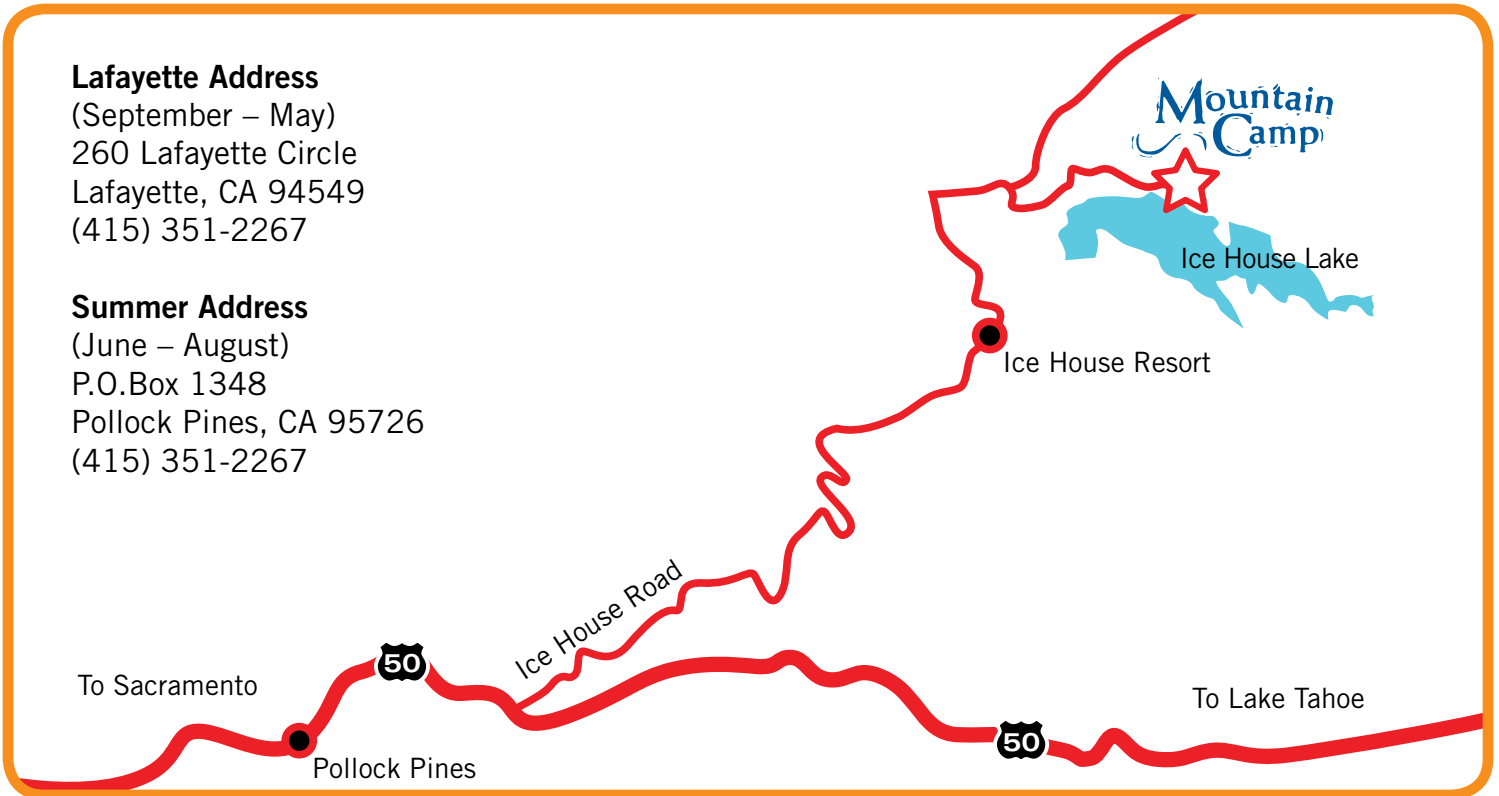 Lafayette Address
(September – May)
260 Lafayette Circle
Lafayette, CA 94549
(415) 351-2267
Summer Address
(June – August)
P.O.Box 1348
Pollock Pines, CA 95726
(415) 351-2267
Mountain
Camp
Ice House Lake
Ice House Resort
Ice House Road
50
To Sacramento
To Lake Tahoe
50
Pollock Pines